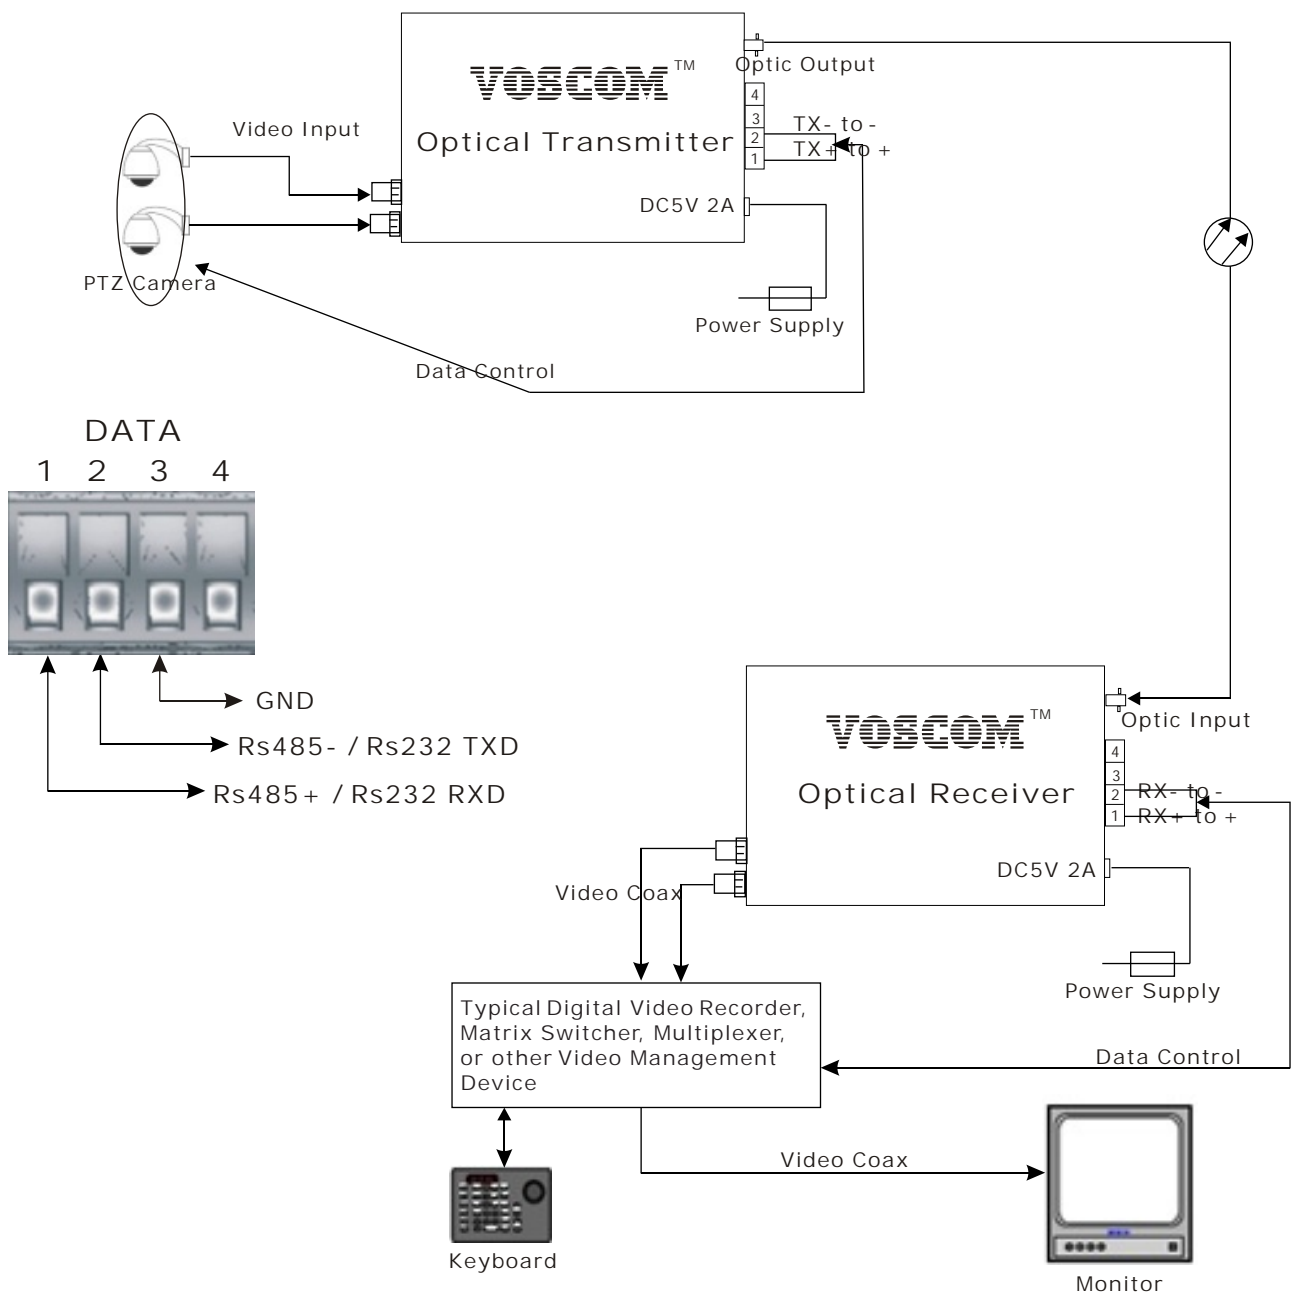 VOSCOM™
Optic Output
Optical Transmitter
4
3
2
1
TX- to -
TX+ to +
Video Input
DC5V 2A
PTZ Camera
Power Supply
Data Control
DATA
1 2 3 4
GND
Rs485- / Rs232 TXD
Rs485+ / Rs232 RXD
VOSCOM™
Optic Input
Optical Receiver
4
3
2
1
RX- to -
RX+ to +
DC5V 2A
Video Coax
Power Supply
Typical Digital Video Recorder,
Matrix Switcher, Multiplexer,
or other Video Management
Device
Data Control
Video Coax
Keyboard
Monitor